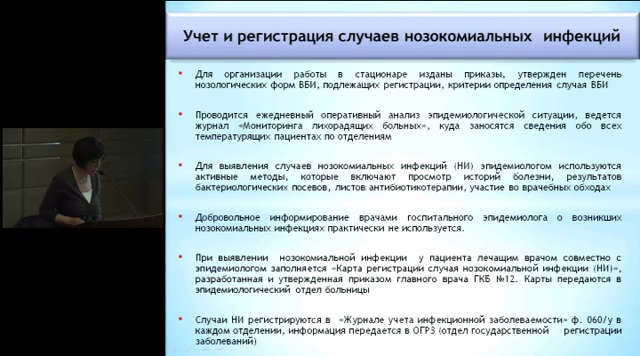 Учет и регистрация случаев нозокомиальных инфекций
• Для организации работы в стационаре изданы приказы, утвержден перечень
нозологических форм ВБИ, подлежащих регистрации, критерии определения случая ВБИ
• Проводится ежедневный оперативный анализ эпидемиологической ситуации, ведется
журнал «Мониторинга лихорадящих больных», куда заносятся сведения обо всех
температурящих пациентах по отделениям
• Для выявления случаев нозокомиальных инфекций (НИ) эпидемиологом используются
активные методы, которые включают просмотр историй болезни, результатов
бактериологических посевов, листов антибиотикотерапии, участие во врачебных обходах
• Добровольное информирование врачами госпитального эпидемиолога о возникших
нозокомиальных инфекциях практически не используется.
• При выявлении нозокомиальной инфекции у пациента лечащим врачом совместно с
эпидемиологом заполняется «Карта регистрации случая нозокомиальной инфекции (НИ)»,
разработанная и утвержденная приказом главного врача ГКБ №12. Карты передаются в
эпидемиологический отдел больницы
• Случаи НИ регистрируются в «Журнале учета инфекционной заболеваемости» ф. 060/у в
каждом отделении, информация передается в ОГРЗ (отдел государственной регистрации
заболеваний)